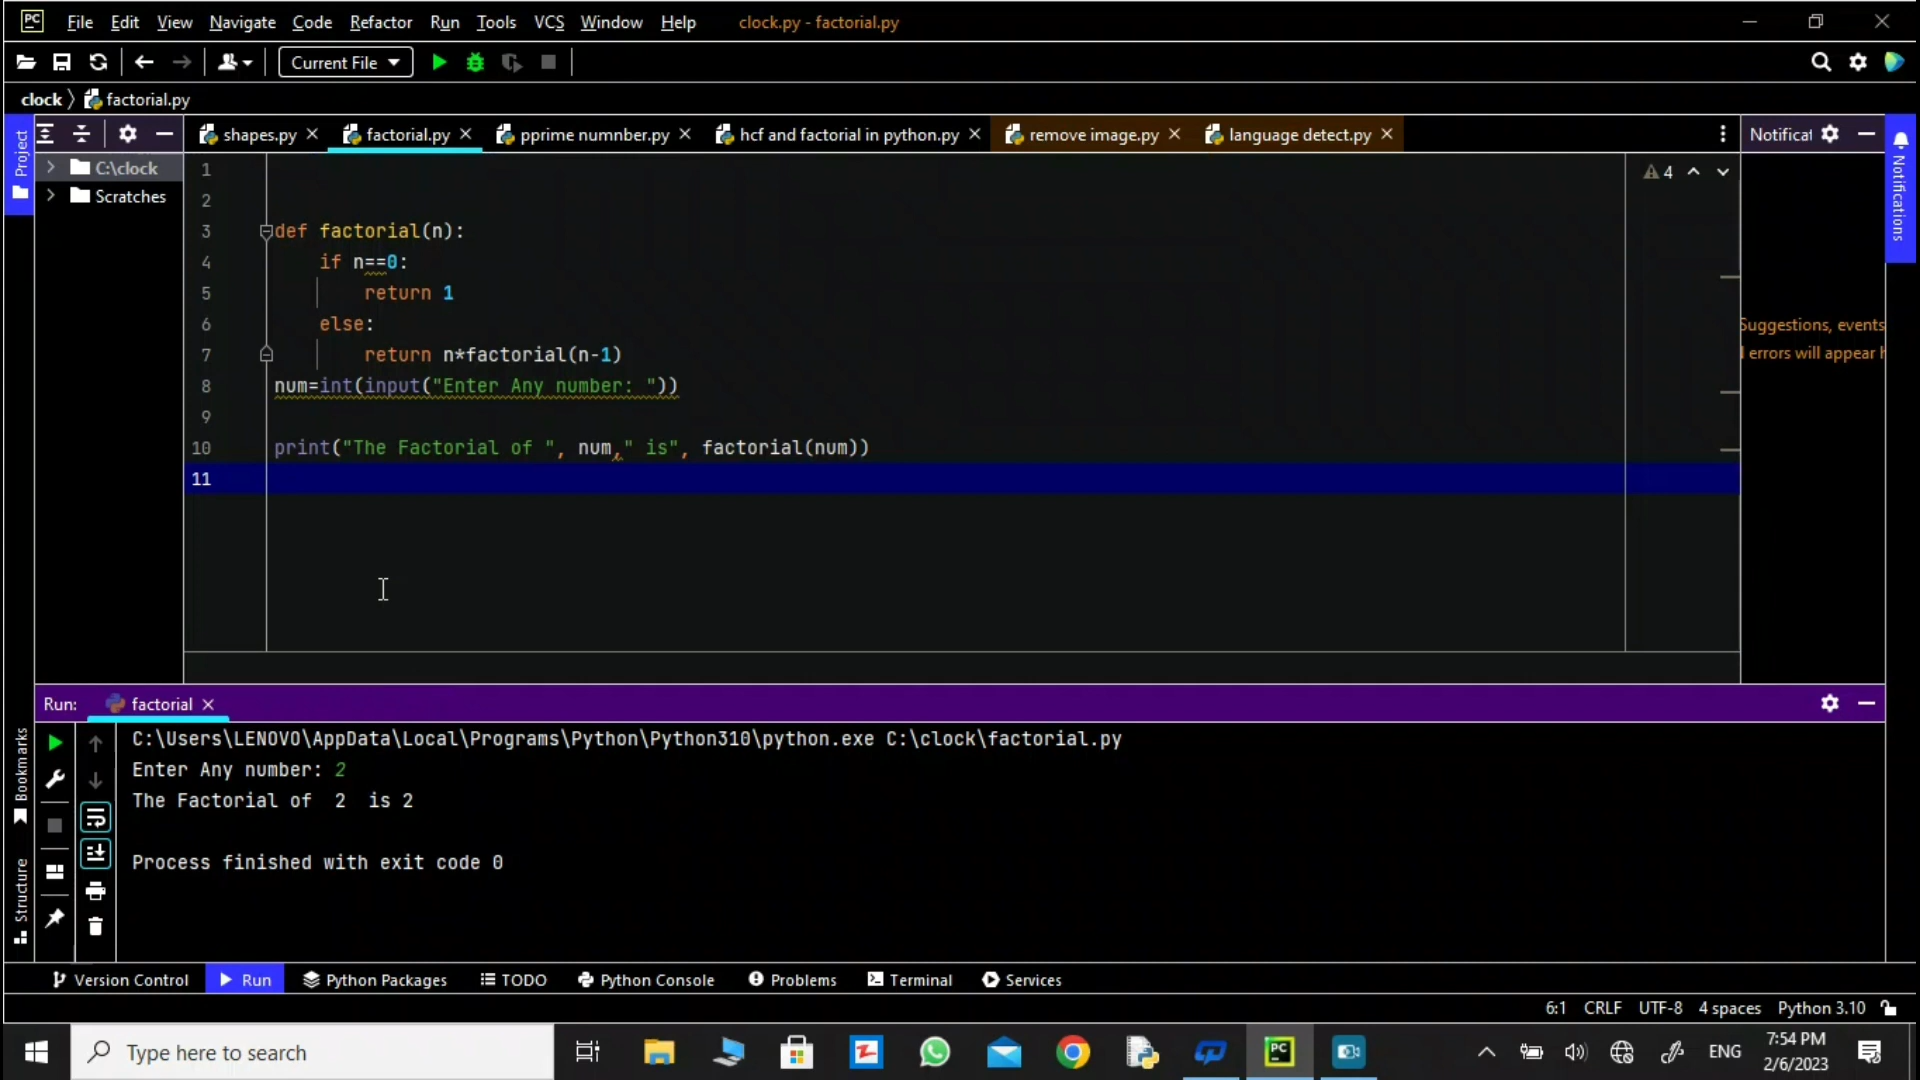 PC File Edit View Navigate Code Refactor Run Tools VCS Window Help clock.py - factorial.py
Current File
clock factorial.py
Project
shapes.py factorial.py pprime numnber.py hcf and factorial in python.py remove image.py language detect.py Notificat
C:\clock
Scratches
4
Notifications
1
2
3 def factorial(n):
4 if n==0:
5 return 1
6 else:
7 return n*factorial(n-1)
8 num=int(input("Enter Any number: "))
9
10 print("The Factorial of ", num," is", factorial(num))
11
Suggestions, events
errors will appear
Run: factorial
Bookmarks
Structure
C:\Users\LENOVO\AppData\Local\Programs\Python\Python310\python.exe C:\clock\factorial.py
Enter Any number: 2
The Factorial of  2  is 2
Process finished with exit code 0
Version Control Run Python Packages TODO Python Console Problems Terminal Services
6:1 CRLF UTF-8 4 spaces Python 3.10
Type here to search
PC
ENG
7:54 PM
2/6/2023